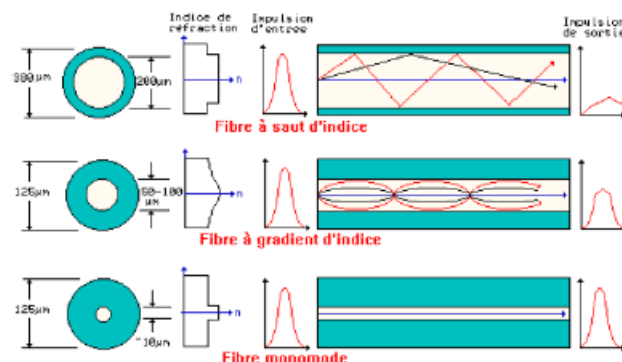 Indice de
réfraction
Impulsion
d'entrée
Impulsion
de sortie
380µm
200µm
n
Fibre à saut d'indice
125µm
50-100
µm
n
Fibre à gradient d'indice
125µm
~10µm
n
Fibre monomode